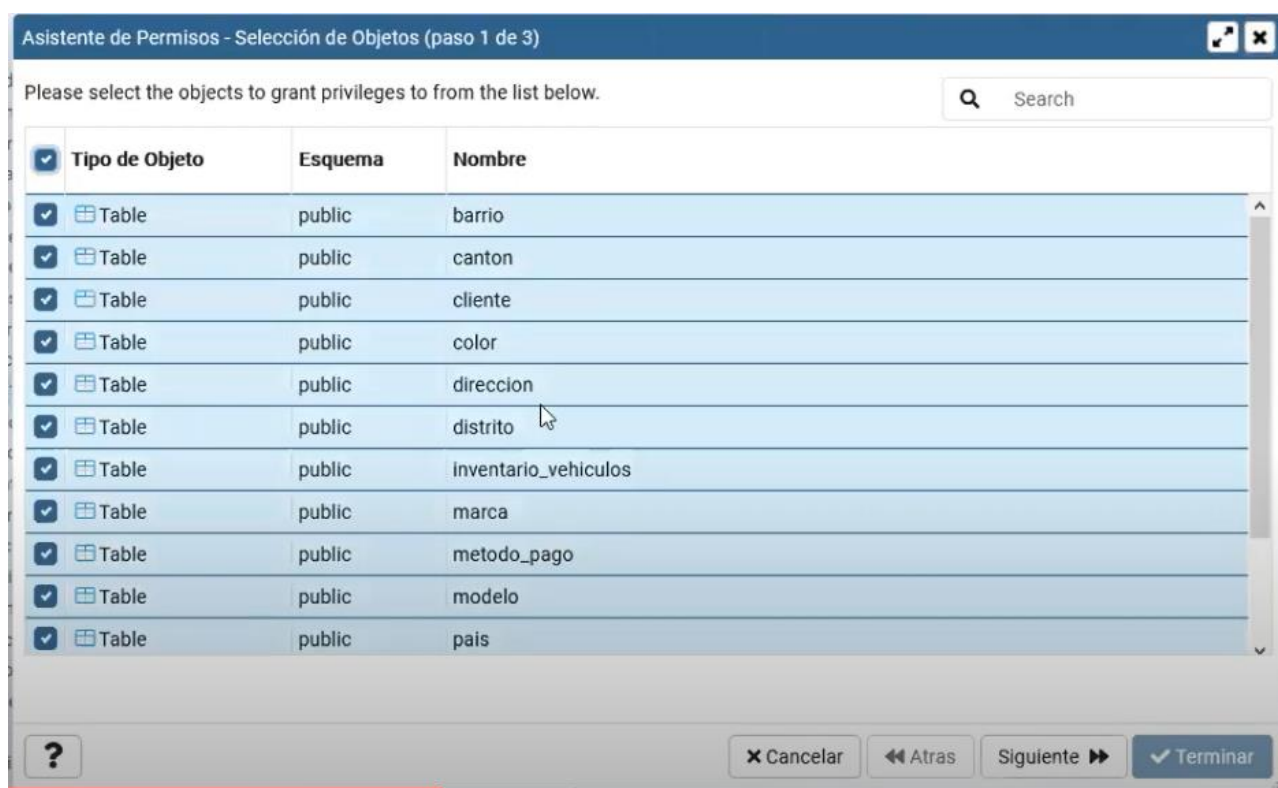 Asistente de Permisos - Selección de Objetos (paso 1 de 3)
Please select the objects to grant privileges to from the list below.
Search
Tipo de Objeto Esquema Nombre
Table public barrio
Table public canton
Table public cliente
Table public color
Table public direccion
Table public distrito
Table public inventario_vehiculos
Table public marca
Table public metodo_pago
Table public modelo
Table public pais
? Cancelar Atras Siguiente Terminar